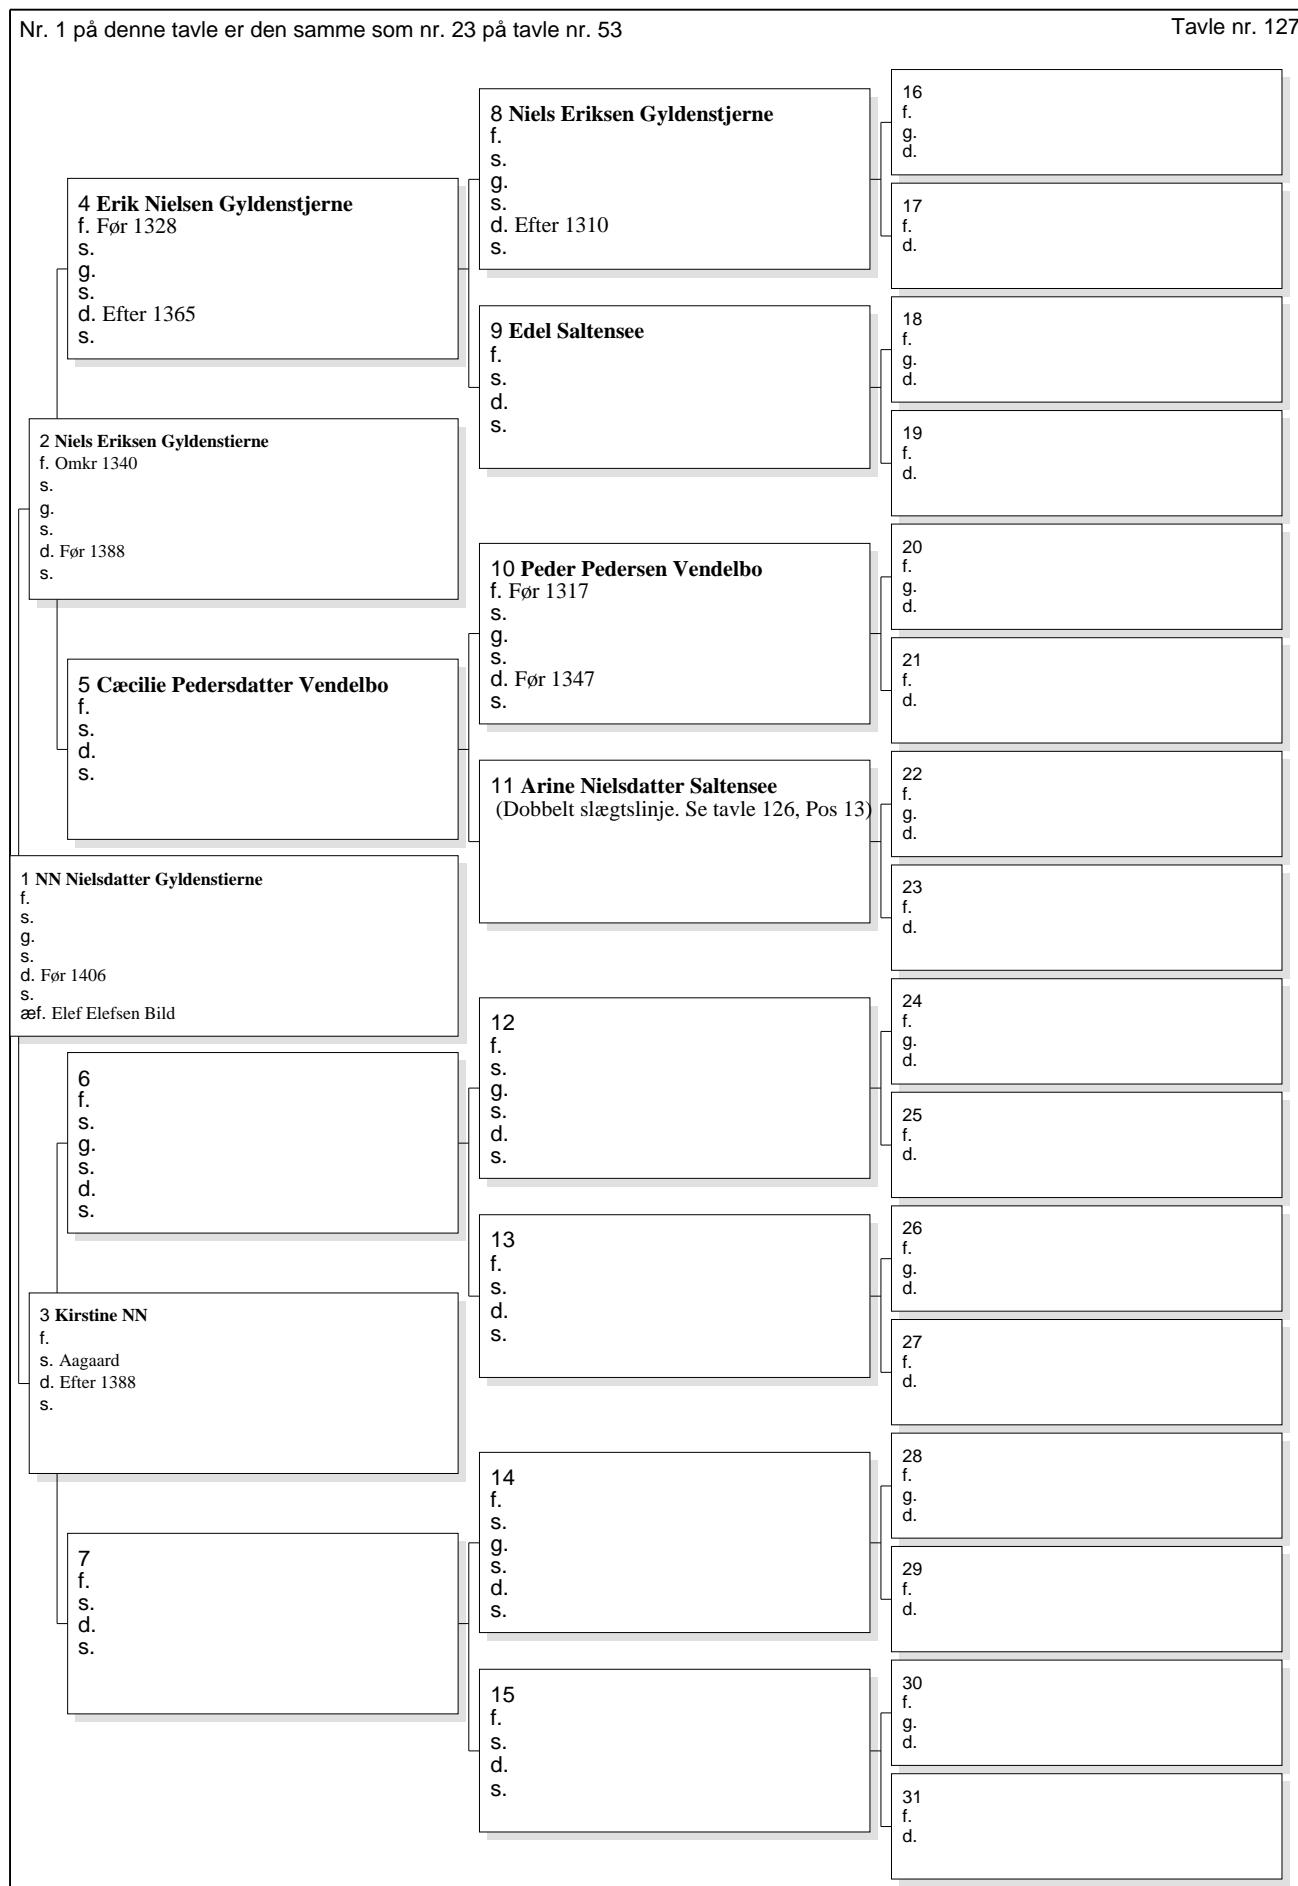 Nr. 1 på denne tavle er den samme som nr. 23 på tavle nr. 53
Tavle nr. 127
1 NN Nielsdatter Gyldenstierne
f.
s.
g.
s.
d. Før 1406
s.
æf. Elef Elefsen Bild
2 Niels Eriksen Gyldenstierne
f. Omkr 1340
s.
g.
s.
d. Før 1388
s.
3 Kirstine NN
f.
s. Aagaard
d. Efter 1388
s.
4 Erik Nielsen Gyldenstjerne
f. Før 1328
s.
g.
s.
d. Efter 1365
s.
5 Cæcilie Pedersdatter Vendelbo
f.
s.
d.
s.
6
f.
s.
g.
s.
d.
s.
7
f.
s.
d.
s.
8 Niels Eriksen Gyldenstjerne
f.
s.
g.
s.
d. Efter 1310
s.
9 Edel Saltensee
f.
s.
d.
s.
10 Peder Pedersen Vendelbo
f. Før 1317
s.
g.
s.
d. Før 1347
s.
11 Arine Nielsdatter Saltensee
(Dobbelt slægtslinje. Se tavle 126, Pos 13)
12
f.
s.
g.
s.
d.
s.
13
f.
s.
d.
s.
14
f.
s.
g.
s.
d.
s.
15
f.
s.
d.
s.
16
f.
g.
d.
17
f.
d.
18
f.
g.
d.
19
f.
d.
20
f.
g.
d.
21
f.
d.
22
f.
g.
d.
23
f.
d.
24
f.
g.
d.
25
f.
d.
26
f.
g.
d.
27
f.
d.
28
f.
g.
d.
29
f.
d.
30
f.
g.
d.
31
f.
d.